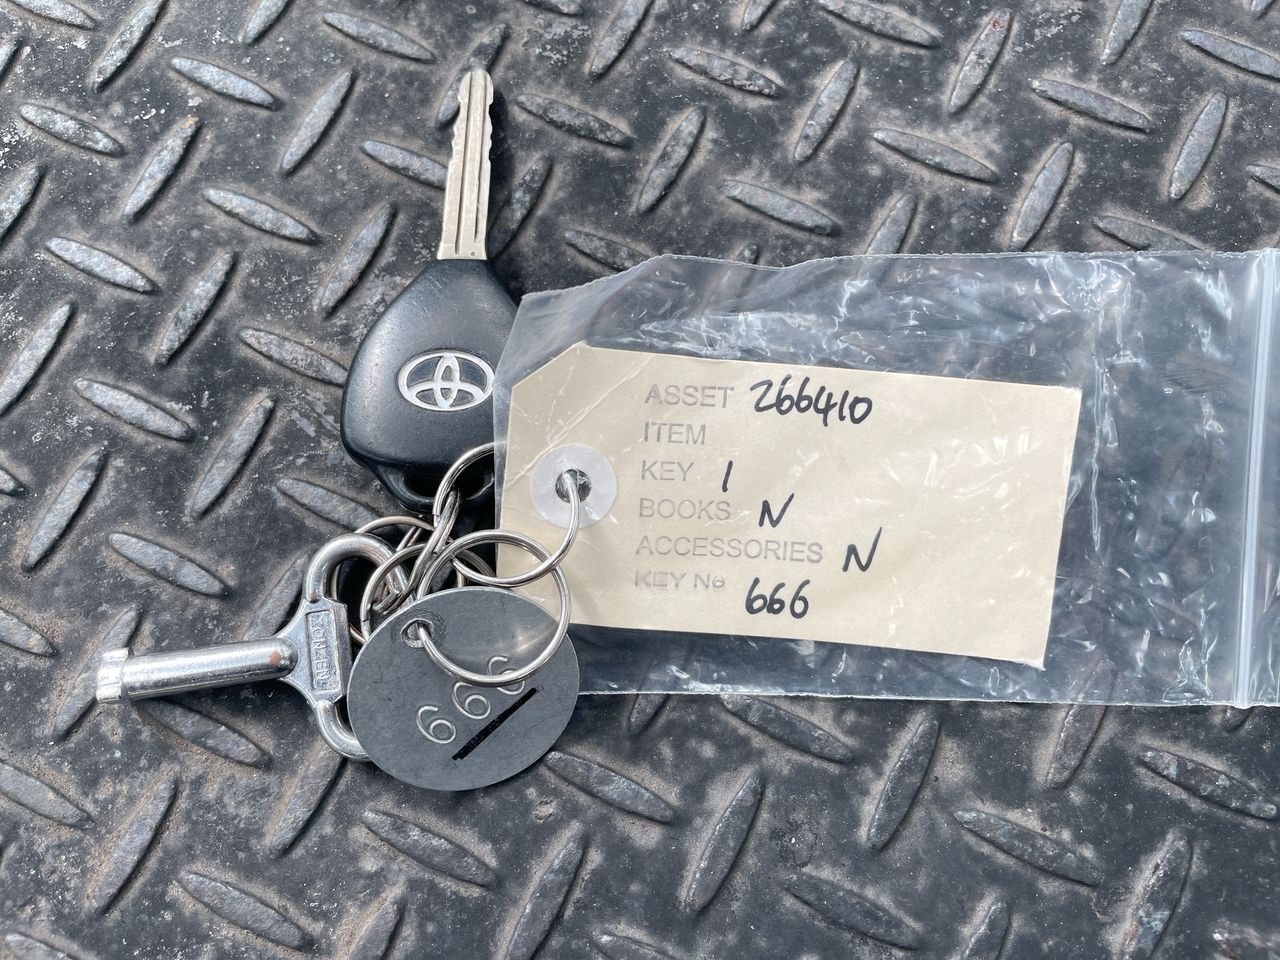 ASSET 266410
ITEM
KEY 1
BOOKS N
ACCESSORIES N
KEY No 666
666